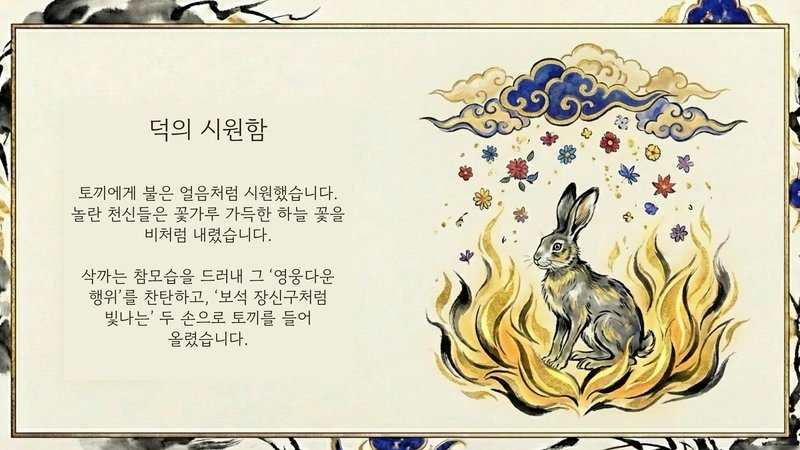 덕의 시원함
토끼에게 불은 얼음처럼 시원했습니다.
놀란 천신들은 꽃가루 가득한 하늘 꽃을
비처럼 내렸습니다.
삭까는 참모습을 드러내 그 ‘영웅다운
행위’를 찬탄하고, ‘보석 장신구처럼
빛나는’ 두 손으로 토끼를 들어
올렸습니다.